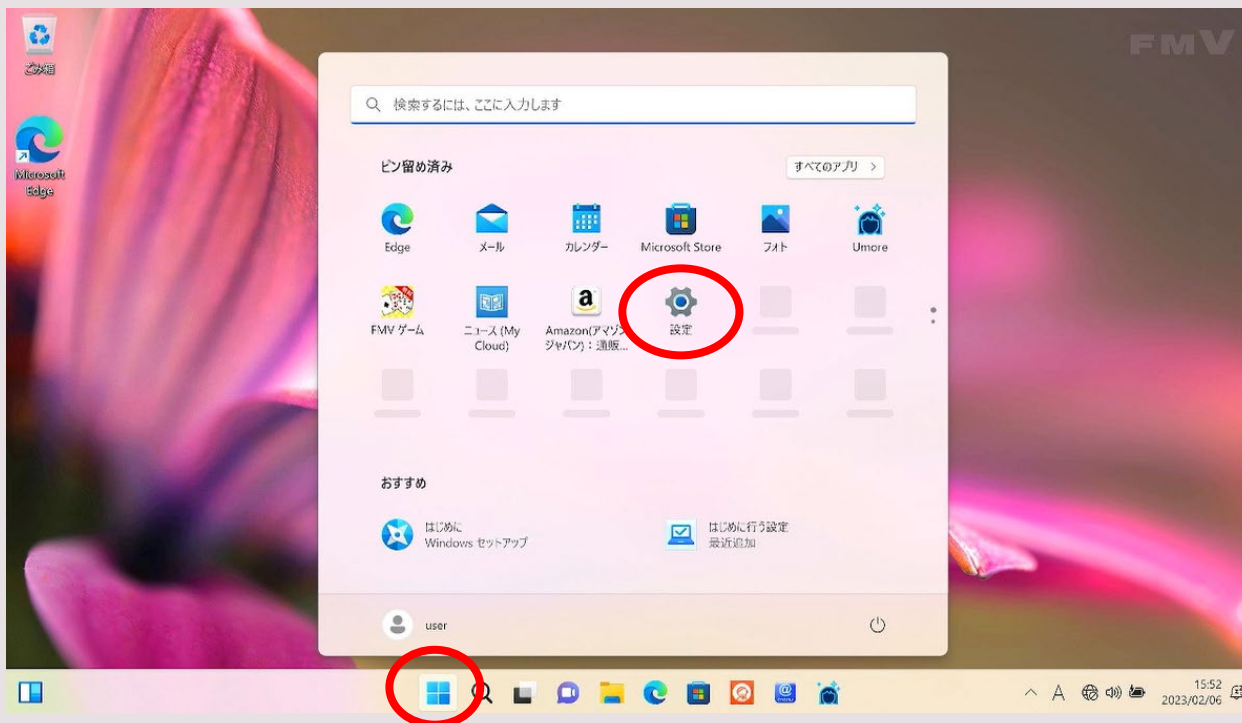 FMV
ごみ箱
Microsoft
Edge
検索するには、ここに入力します
ピン留め済み
すべてのアプリ
Edge
メール
カレンダー
Microsoft Store
フォト
Umore
FMV ゲーム
ニュース (My
Cloud)
Amazon(アマゾン
ジャパン)：通販...
設定
おすすめ
はじめに
Windows セットアップ
はじめに行う設定
最近追加
user
A
15:52
2023/02/06